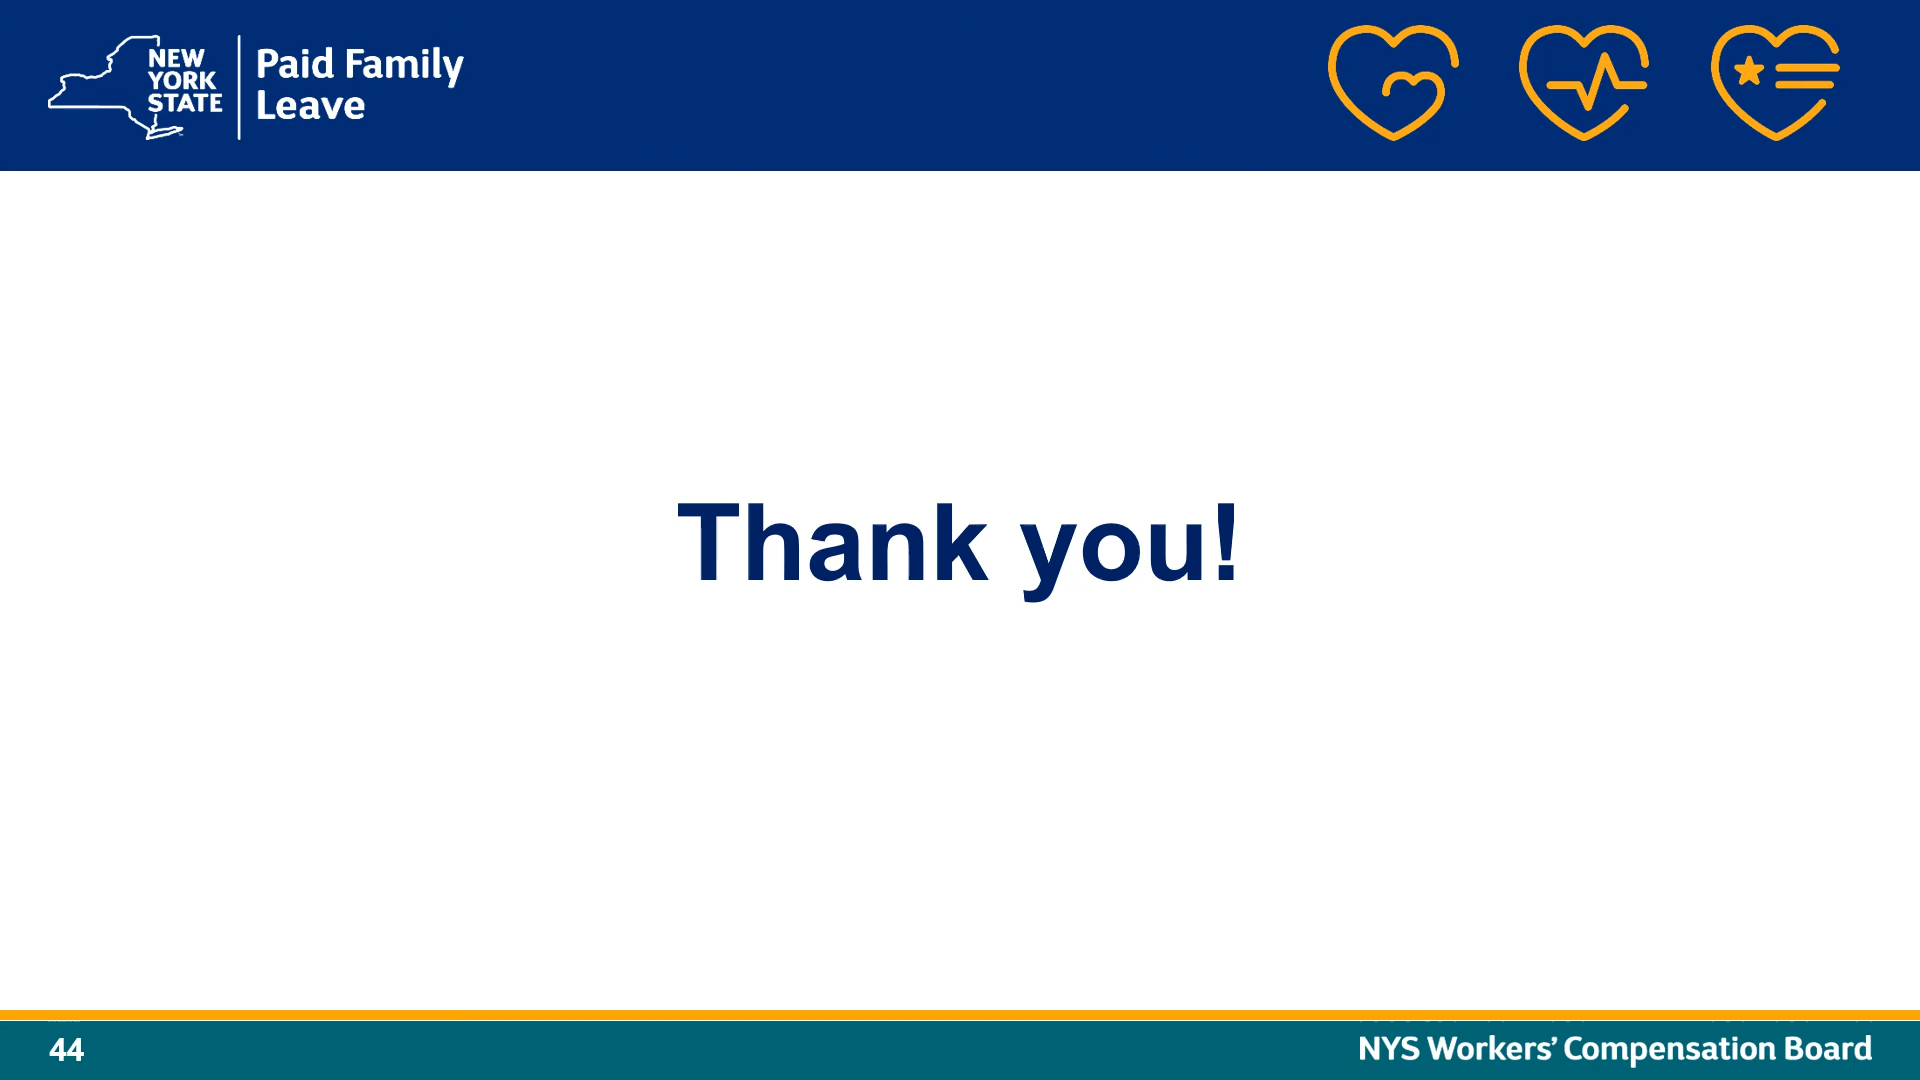 NEW
YORK
STATE
Paid Family
Leave
Thank you!
44
NYS Workers’ Compensation Board